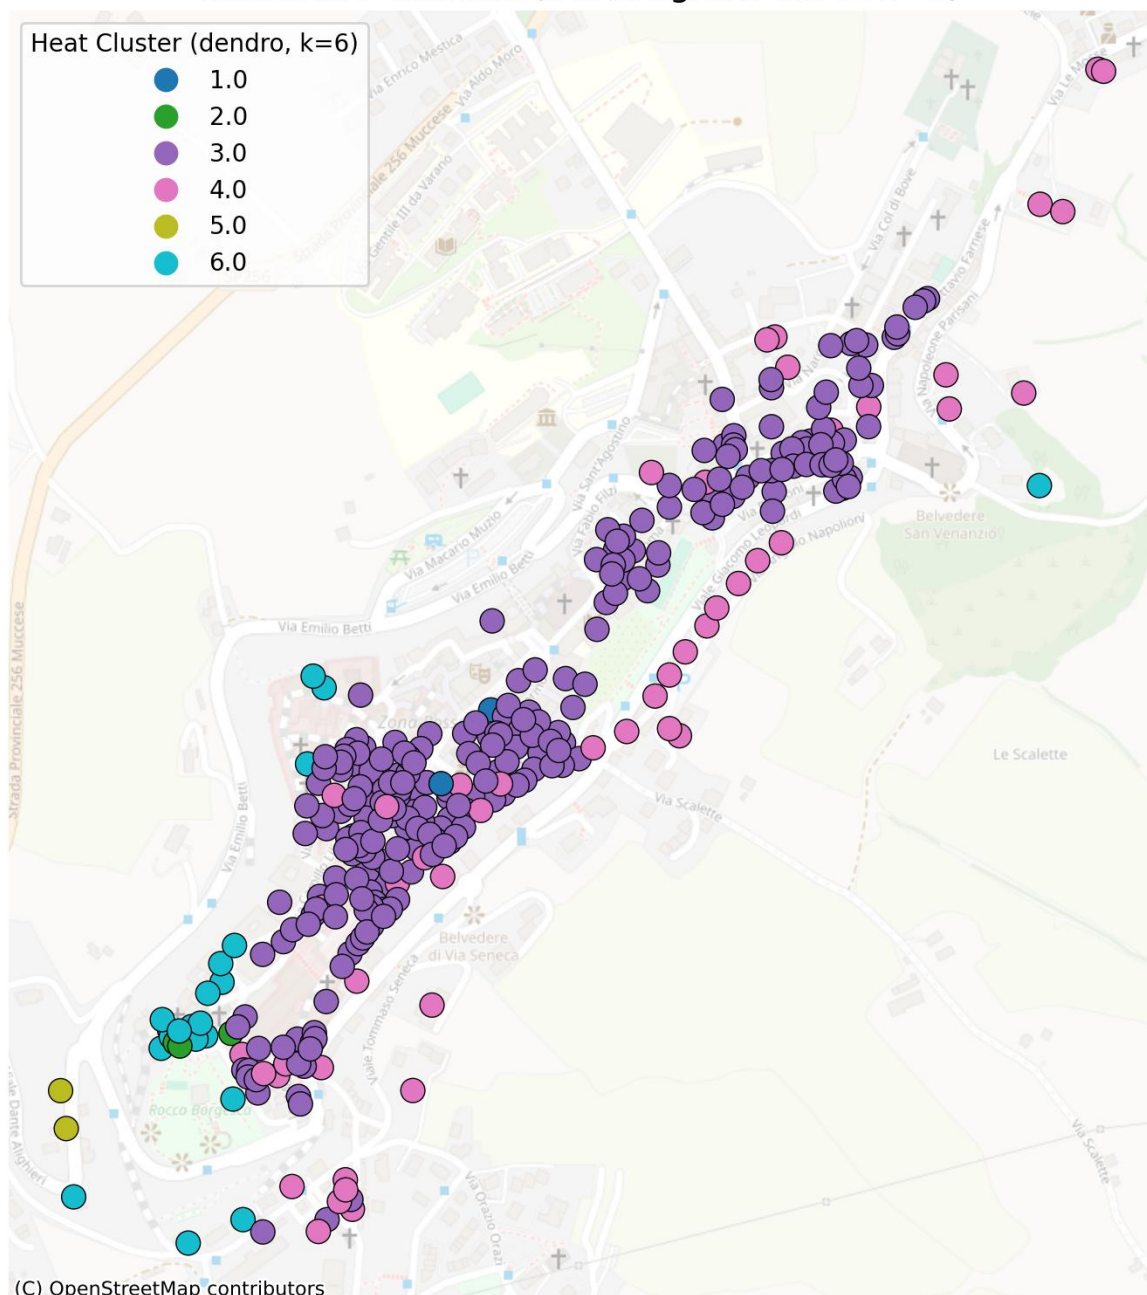 Heat Cluster (dendro, k=6)
1.0
2.0
3.0
4.0
5.0
6.0
Via Enrico Mestica
Via Aldo Moro
Strada Provinciale 256 Muccese
Gentile III da Varano
Via Le Mosse
Via Col di Bove
Ottavio Farnese
Via Napoleone Parisani
Via Sant'Agostino
Via Fabio Filzi
Via Macario Muzio
Via Emilio Betti
Via Emilio Betti
Viale Giacomo Leopardi
Belvedere
San Venanzio
Strada Provinciale 256 Muccese
Le Scalette
Via Emilio Betti
Via Scalette
Belvedere
di Via Seneca
Viale Tommaso Seneca
Rocca Borgesca
Viale Dante Alighieri
Via Scalette
Via Orazio Orazi
(C) OpenStreetMap contributors